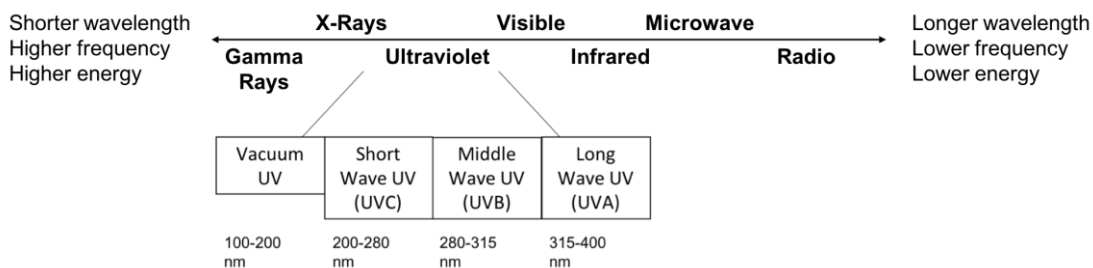 Shorter wavelength
Higher frequency
Higher energy
X-Rays
Visible
Microwave
Gamma
Rays
Ultraviolet
Infrared
Radio
Longer wavelength
Lower frequency
Lower energy
Vacuum
UV
Short
Wave UV
(UVC)
Middle
Wave UV
(UVB)
Long
Wave UV
(UVA)
100-200
nm
200-280
nm
280-315
nm
315-400
nm